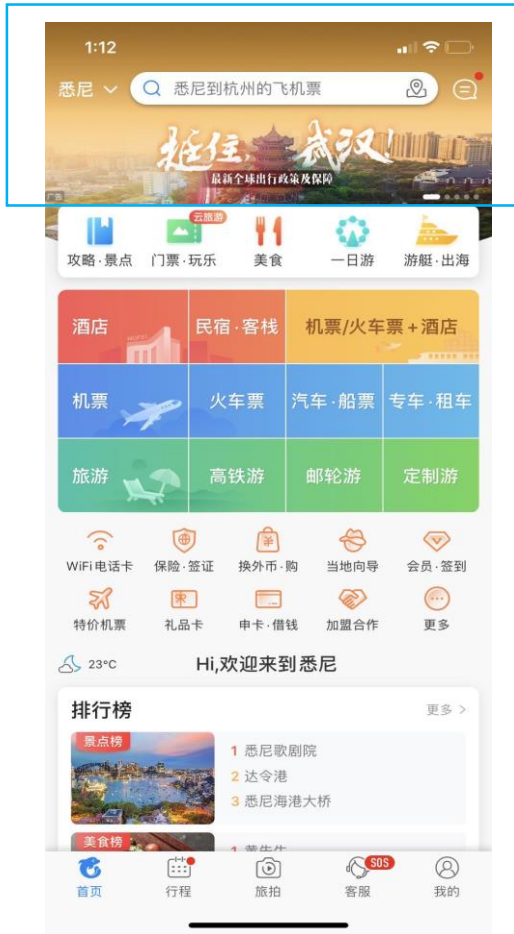 1:12
悉尼 悉尼到杭州的飞机票
挺住,武汉!
最新全球出行政策及保障
广告
云旅游
攻略·景点 门票·玩乐 美食 一日游 游艇·出海
酒店 民宿·客栈 机票/火车票+酒店
机票 火车票 汽车·船票 专车·租车
旅游 高铁游 邮轮游 定制游
WiFi电话卡 保险·签证 换外币·购 当地向导 会员·签到
特价机票 礼品卡 申卡·借钱 加盟合作 更多
23°C Hi,欢迎来到悉尼
排行榜 更多 >
景点榜
1 悉尼歌剧院
2 达令港
3 悉尼海港大桥
美食榜
1
SOS
首页 行程 旅拍 客服 我的